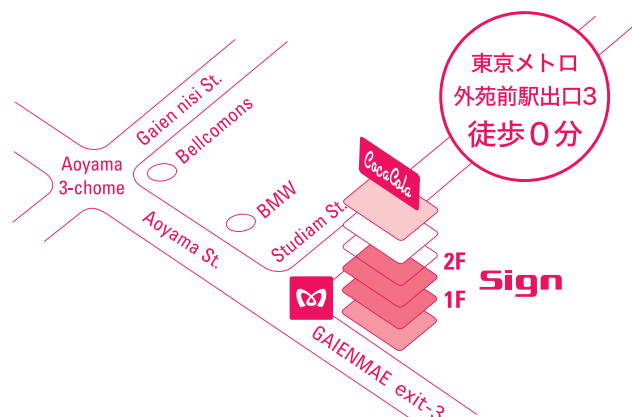 東京メトロ
外苑前駅出口3
徒歩0分
Gaien nisi St.
Bellcomons
Aoyama
3-chome
BMW
Aoyama St.
Studiam St.
CocaCola
2F
Sign
1F
GAIENMAE exit-3